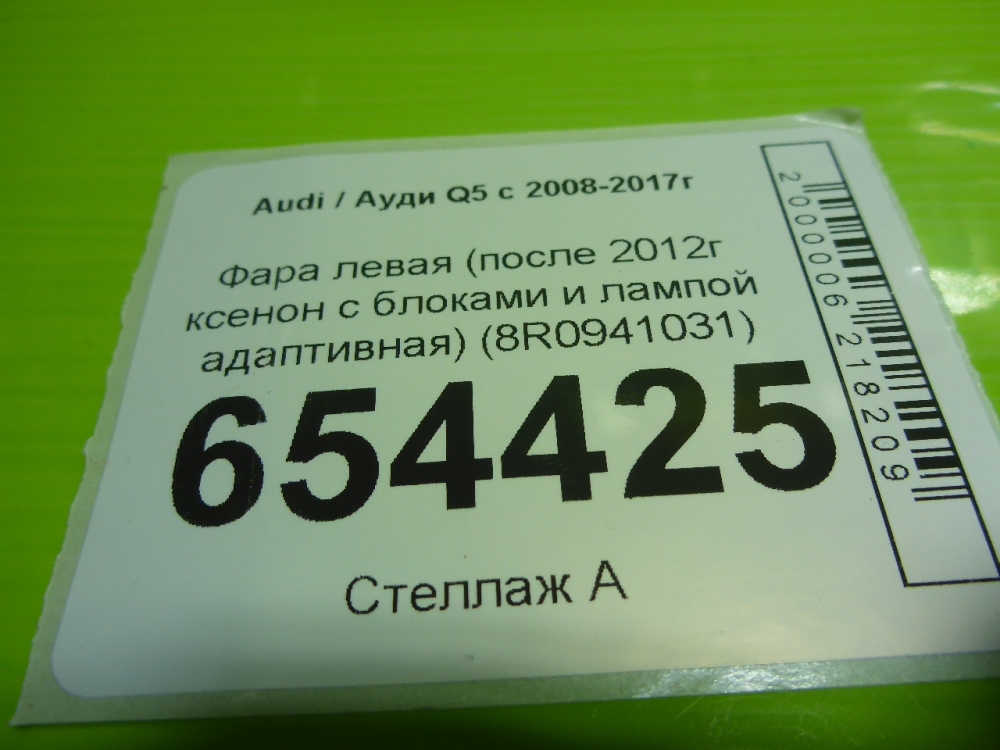 Audi / Ауди Q5 с 2008-2017г
Фара левая (после 2012г
ксенон с блоками и лампой
адаптивная) (8R0941031)
654425
Стеллаж А
2000006218209